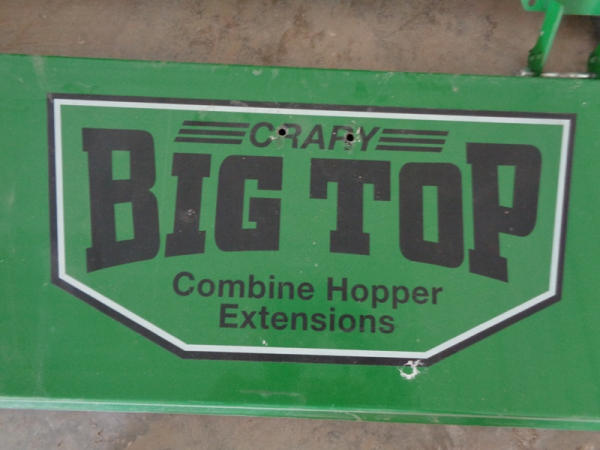 CRARY
BIG TOP
Combine Hopper
Extensions